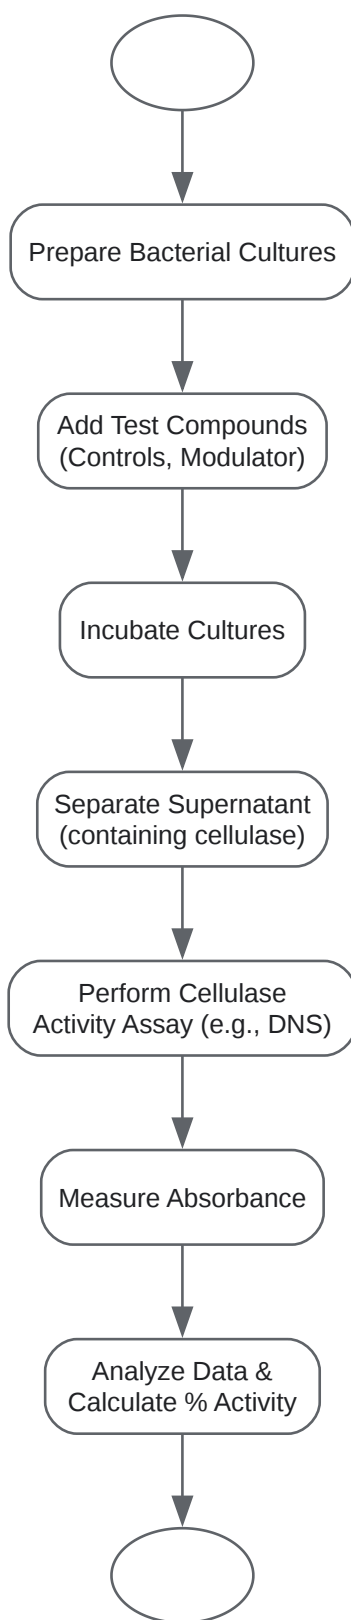 Prepare Bacterial Cultures
Add Test Compounds
(Controls, Modulator)
Incubate Cultures
Separate Supernatant
(containing cellulase)
Perform Cellulase
Activity Assay (e.g., DNS)
Measure Absorbance
Analyze Data &
Calculate % Activity